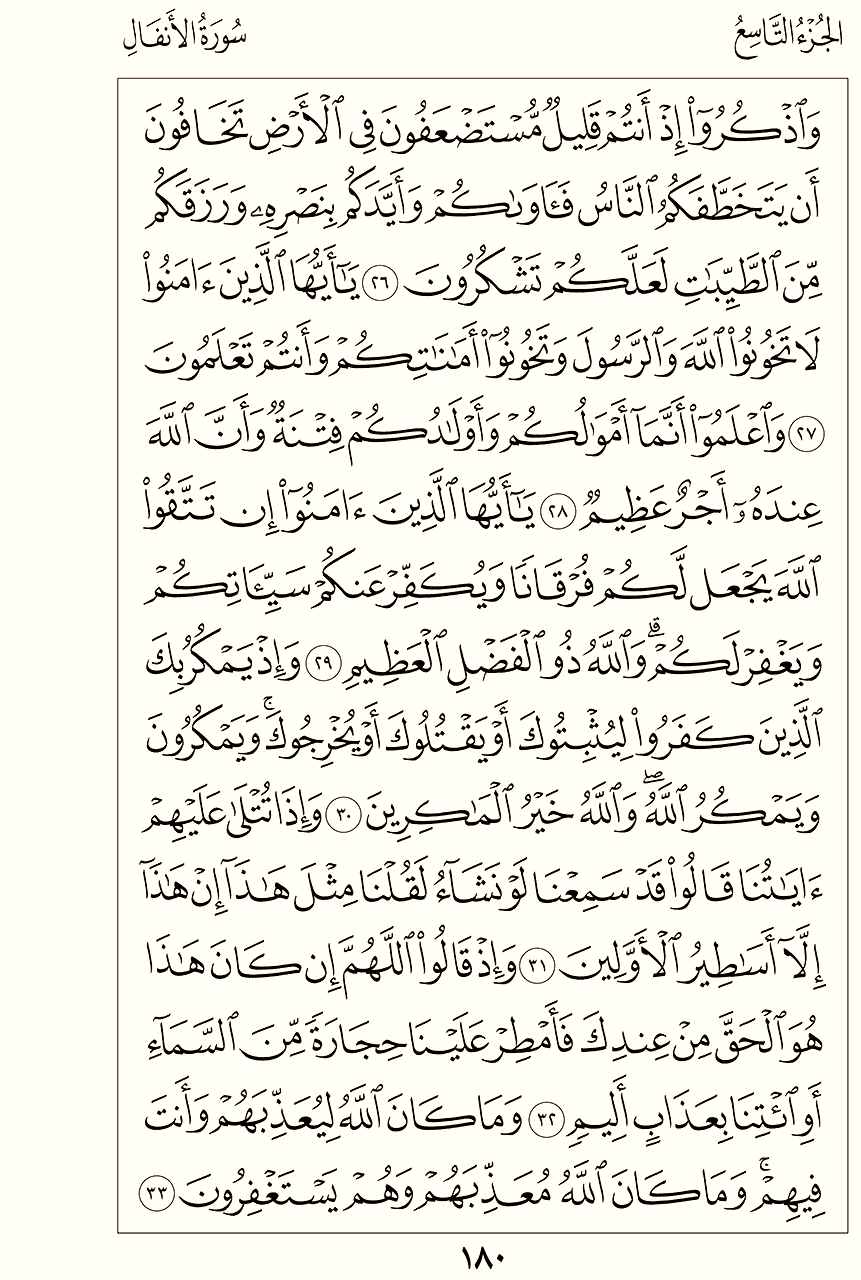 الجُزْءُ التَّاسِعُ
سُورَةُ الأَنفَالِ
وَٱذْكُرُوٓا۟ إِذْ أَنتُمْ قَلِيلٌ مُّسْتَضْعَفُونَ فِى ٱلْأَرْضِ تَخَافُونَ
أَن يَتَخَطَّفَكُمُ ٱلنَّاسُ فَـَٔاوَىٰكُمْ وَأَيَّدَكُم بِنَصْرِهِۦ وَرَزَقَكُم
مِّنَ ٱلطَّيِّبَـٰتِ لَعَلَّكُمْ تَشْكُرُونَ ٢٦ يَـٰٓأَيُّهَا ٱلَّذِينَ ءَامَنُوا۟
لَا تَخُونُوا۟ ٱللَّهَ وَٱلرَّسُولَ وَتَخُونُوٓا۟ أَمَـٰنَـٰتِكُمْ وَأَنتُمْ تَعْلَمُونَ
٢٧ وَٱعْلَمُوٓا۟ أَنَّمَآ أَمْوَٰلُكُمْ وَأَوْلَـٰدُكُمْ فِتْنَةٌ وَأَنَّ ٱللَّهَ
عِندَهُۥٓ أَجْرٌ عَظِيمٌ ٢٨ يَـٰٓأَيُّهَا ٱلَّذِينَ ءَامَنُوٓا۟ إِن تَتَّقُوا۟
ٱللَّهَ يَجْعَل لَّكُمْ فُرْقَانًا وَيُكَفِّرْ عَنكُمْ سَيِّـَٔاتِكُمْ
وَيَغْفِرْ لَكُمْ ۗ وَٱللَّهُ ذُو ٱلْفَضْلِ ٱلْعَظِيمِ ٢٩ وَإِذْ يَمْكُرُ بِكَ
ٱلَّذِينَ كَفَرُوا۟ لِيُثْبِتُوكَ أَوْ يَقْتُلُوكَ أَوْ يُخْرِجُوكَ ۚ وَيَمْكُرُونَ
وَيَمْكُرُ ٱللَّهُ ۖ وَٱللَّهُ خَيْرُ ٱلْمَـٰكِرِينَ ٣٠ وَإِذَا تُتْلَىٰ عَلَيْهِمْ
ءَايَـٰتُنَا قَالُوا۟ قَدْ سَمِعْنَا لَوْ نَشَآءُ لَقُلْنَا مِثْلَ هَـٰذَآ إِنْ هَـٰذَآ
إِلَّآ أَسَـٰطِيرُ ٱلْأَوَّلِينَ ٣١ وَإِذْ قَالُوا۟ ٱللَّهُمَّ إِن كَانَ هَـٰذَا
هُوَ ٱلْحَقَّ مِنْ عِندِكَ فَأَمْطِرْ عَلَيْنَا حِجَارَةً مِّنَ ٱلسَّمَآءِ
أَوِ ٱئْتِنَا بِعَذَابٍ أَلِيمٍ ٣٢ وَمَا كَانَ ٱللَّهُ لِيُعَذِّبَهُمْ وَأَنتَ
فِيهِمْ ۚ وَمَا كَانَ ٱللَّهُ مُعَذِّبَهُمْ وَهُمْ يَسْتَغْفِرُونَ ٣٣
١٨٠